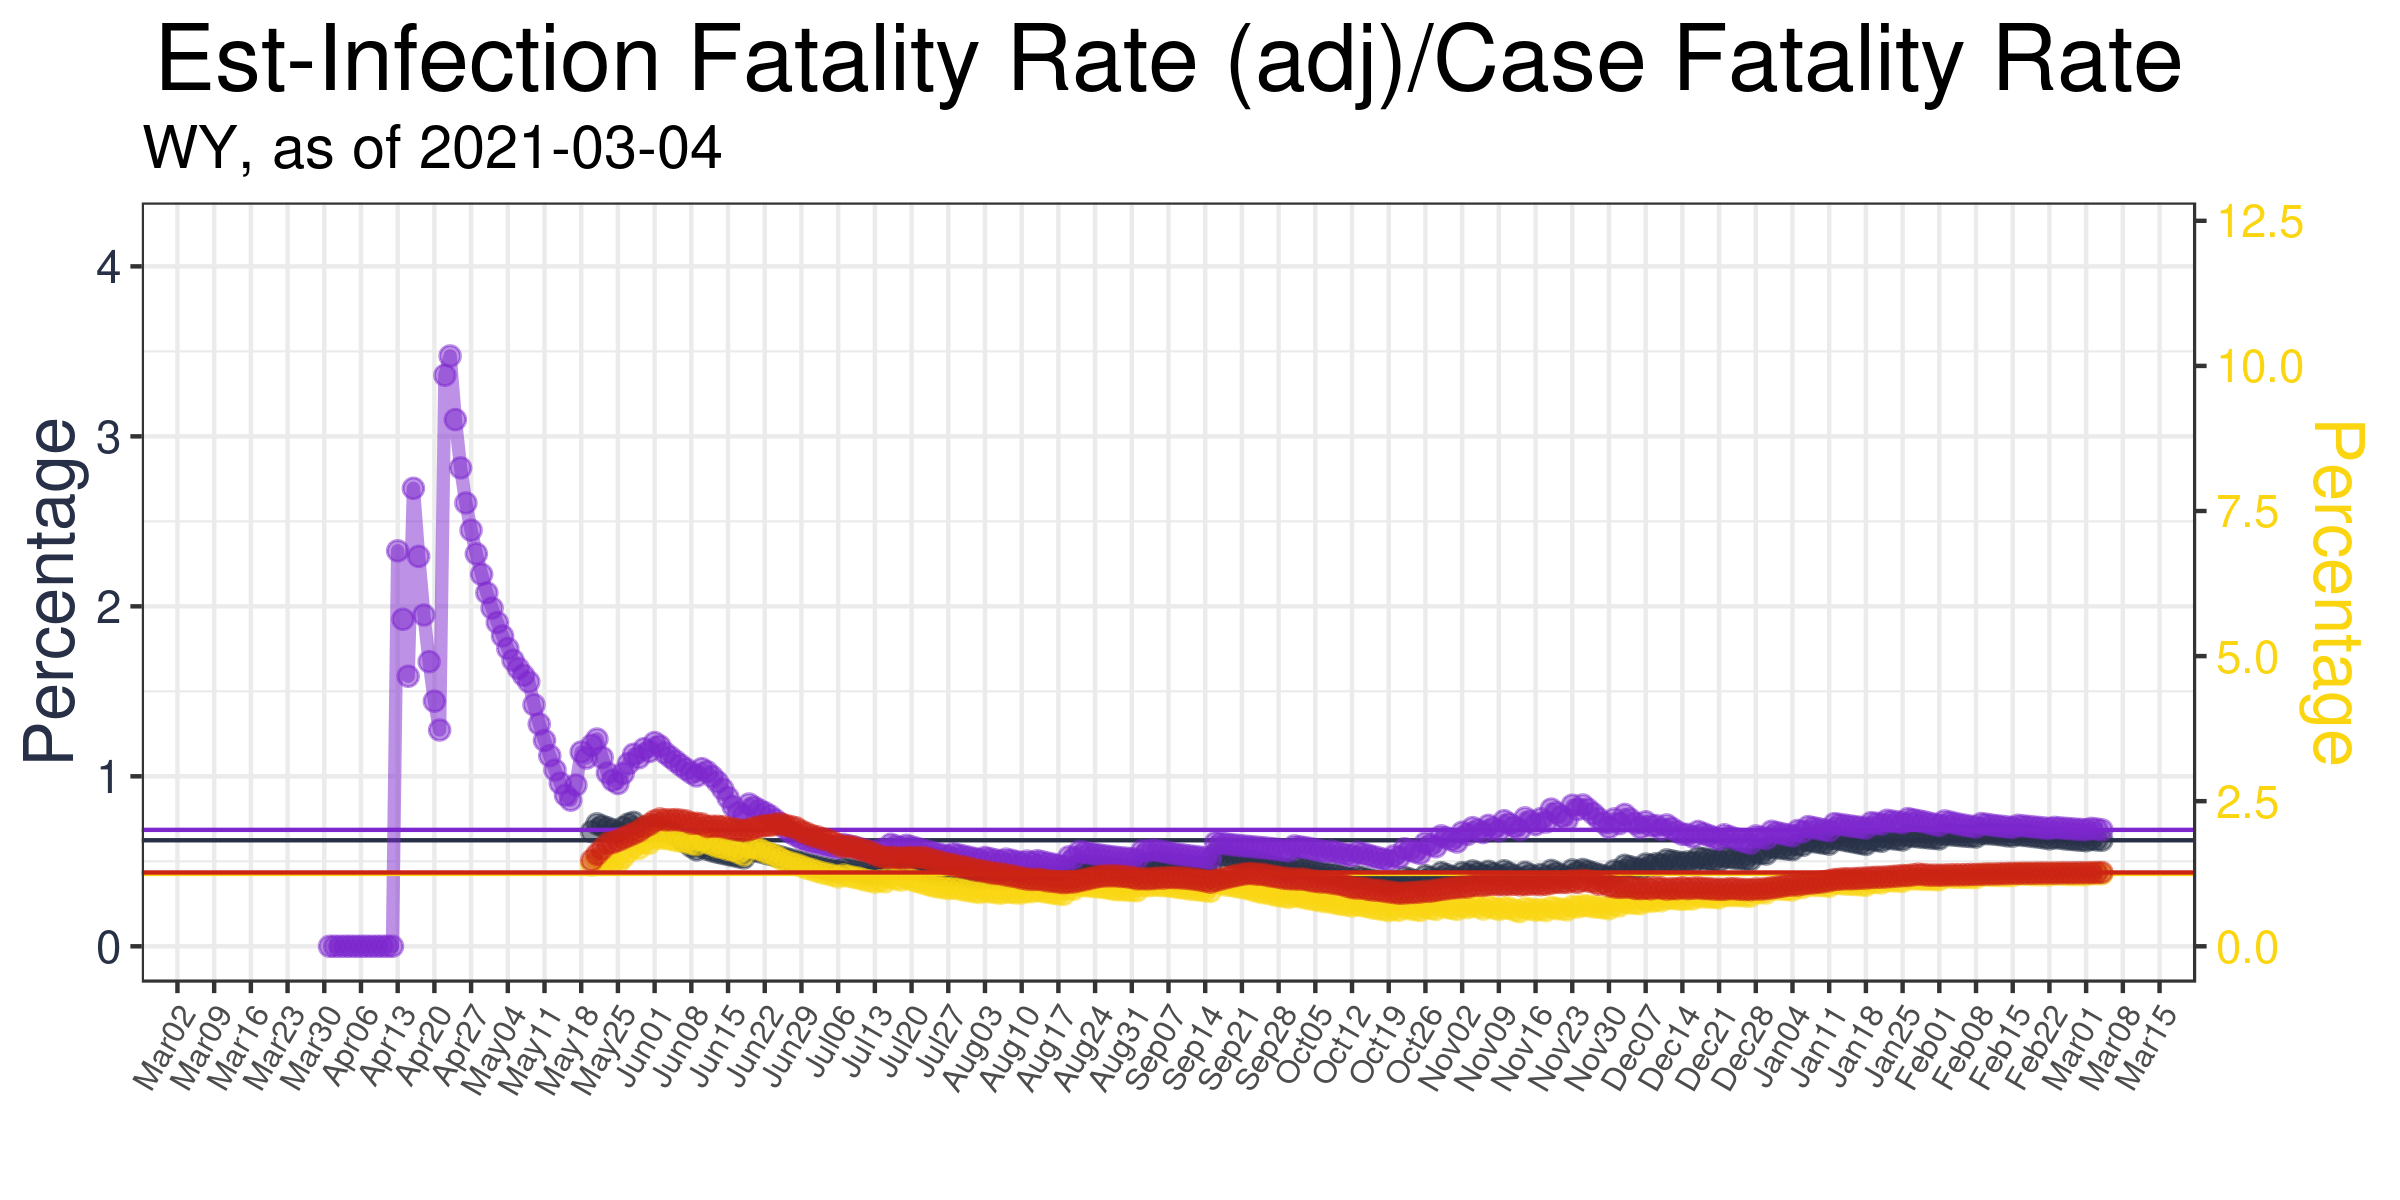 Est-Infection Fatality Rate (adj)/Case Fatality Rate
WY, as of 2021-03-04
Percentage
4
3
2
1
0
12.5
10.0
7.5
5.0
2.5
0.0
Percentage
Mar02
Mar09
Mar16
Mar23
Mar30
Apr06
Apr13
Apr20
Apr27
May04
May11
May18
May25
Jun01
Jun08
Jun15
Jun22
Jun29
Jul06
Jul13
Jul20
Jul27
Aug03
Aug10
Aug17
Aug24
Aug31
Sep07
Sep14
Sep21
Sep28
Oct05
Oct12
Oct19
Oct26
Nov02
Nov09
Nov16
Nov23
Nov30
Dec07
Dec14
Dec21
Dec28
Jan04
Jan11
Jan18
Jan25
Feb01
Feb08
Feb15
Feb22
Mar01
Mar08
Mar15